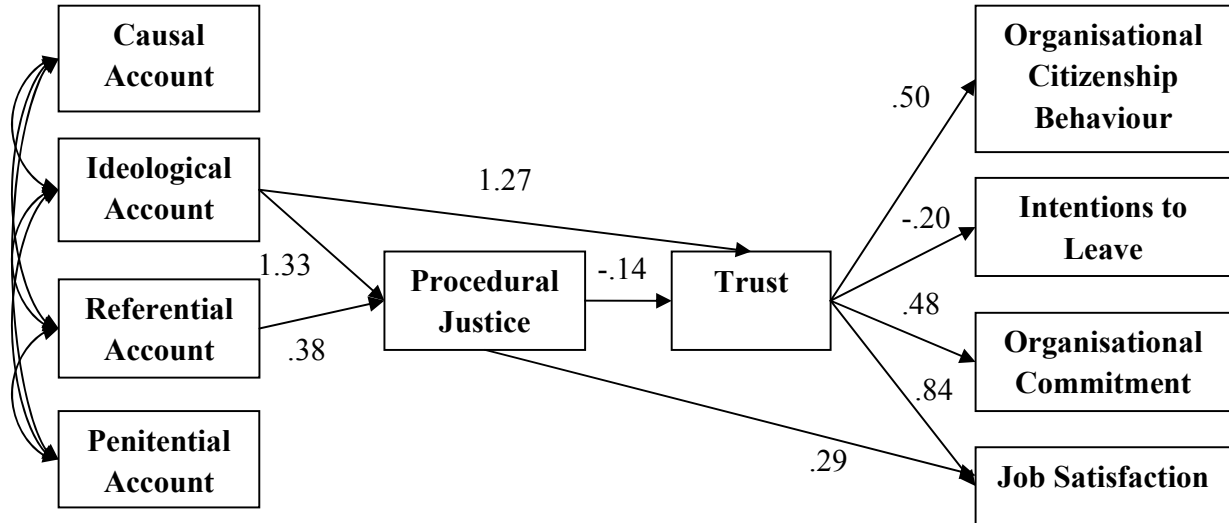 Causal
Account
Ideological
Account
Referential
Account
Penitential
Account
1.27
1.33
.38
Procedural
Justice
-.14
Trust
.50
-.20
.48
.84
.29
Organisational
Citizenship
Behaviour
Intentions to
Leave
Organisational
Commitment
Job Satisfaction